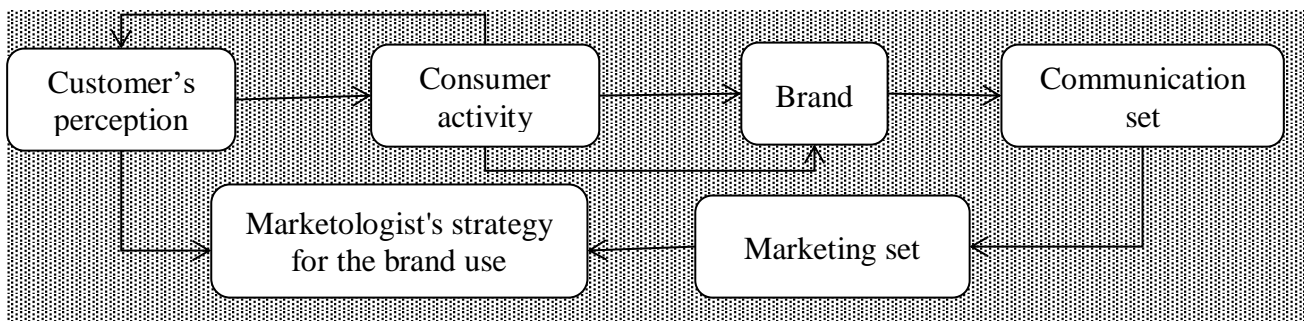 Customer's
perception
Consumer
activity
Brand
Communication
set
Marketologist's strategy
for the brand use
Marketing set